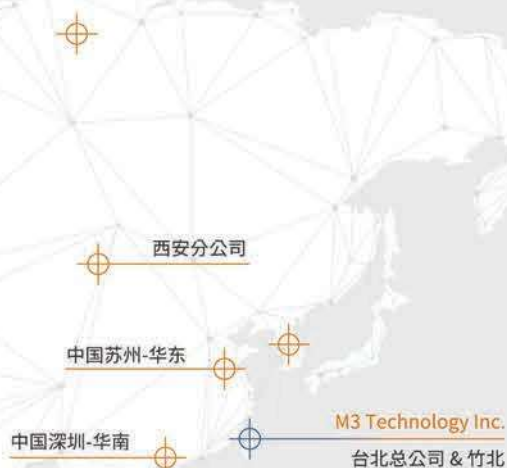 西安分公司
中国苏州-华东
M3 Technology Inc.
中国深圳-华南
台北总公司 & 竹北